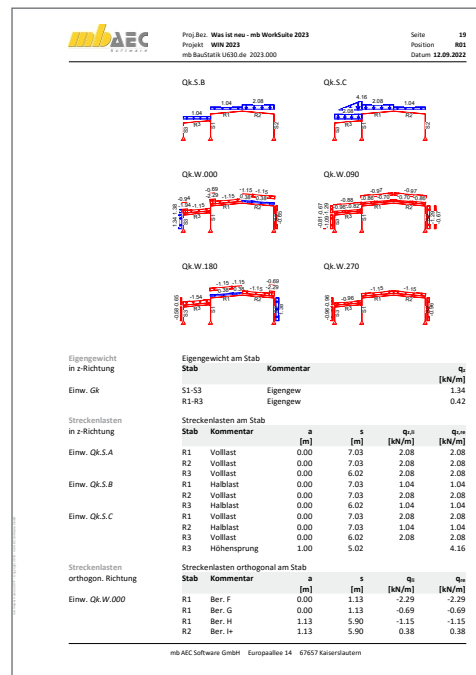 mb AEC
Software
Proj.Bez. Was ist neu - mb WorkSuite 2023
Projekt WIN 2023
mb BauStatik U630.de 2023.000
Seite 19
Position R01
Datum 12.09.2022
Qk.S.B Qk.S.C
Qk.W.000 Qk.W.090
Qk.W.180 Qk.W.270
Eigengewicht Eigengewicht am Stab
in z-Richtung Stab Kommentar qz
[kN/m]
Einw. Gk S1-S3 Eigengew 1.34
R1-R3 Eigengew 0.42
Streckenlasten Streckenlasten am Stab
in z-Richtung Stab Kommentar a s qz,li qz,re
[m] [m] [kN/m] [kN/m]
Einw. Qk.S.A R1 Volllast 0.00 7.03 2.08 2.08
R2 Volllast 0.00 7.03 2.08 2.08
R3 Volllast 0.00 6.02 2.08 2.08
Einw. Qk.S.B R1 Halblast 0.00 7.03 1.04 1.04
R2 Volllast 0.00 7.03 2.08 2.08
R3 Halblast 0.00 6.02 1.04 1.04
Einw. Qk.S.C R1 Volllast 0.00 7.03 2.08 2.08
R2 Halblast 0.00 7.03 1.04 1.04
R3 Volllast 0.00 6.02 2.08 2.08
R3 Höhensprung 1.00 5.02 4.16
Streckenlasten Streckenlasten orthogonal am Stab
orthogon. Richtung Stab Kommentar a s qli qre
[m] [m] [kN/m] [kN/m]
Einw. Qk.W.000 R1 Ber. F 0.00 1.13 -2.29 -2.29
R1 Ber. G 0.00 1.13 -0.69 -0.69
R1 Ber. H 1.13 5.90 -1.15 -1.15
R2 Ber. I+ 1.13 5.90 0.38 0.38
mb AEC Software GmbH Europaallee 14 67657 Kaiserslautern